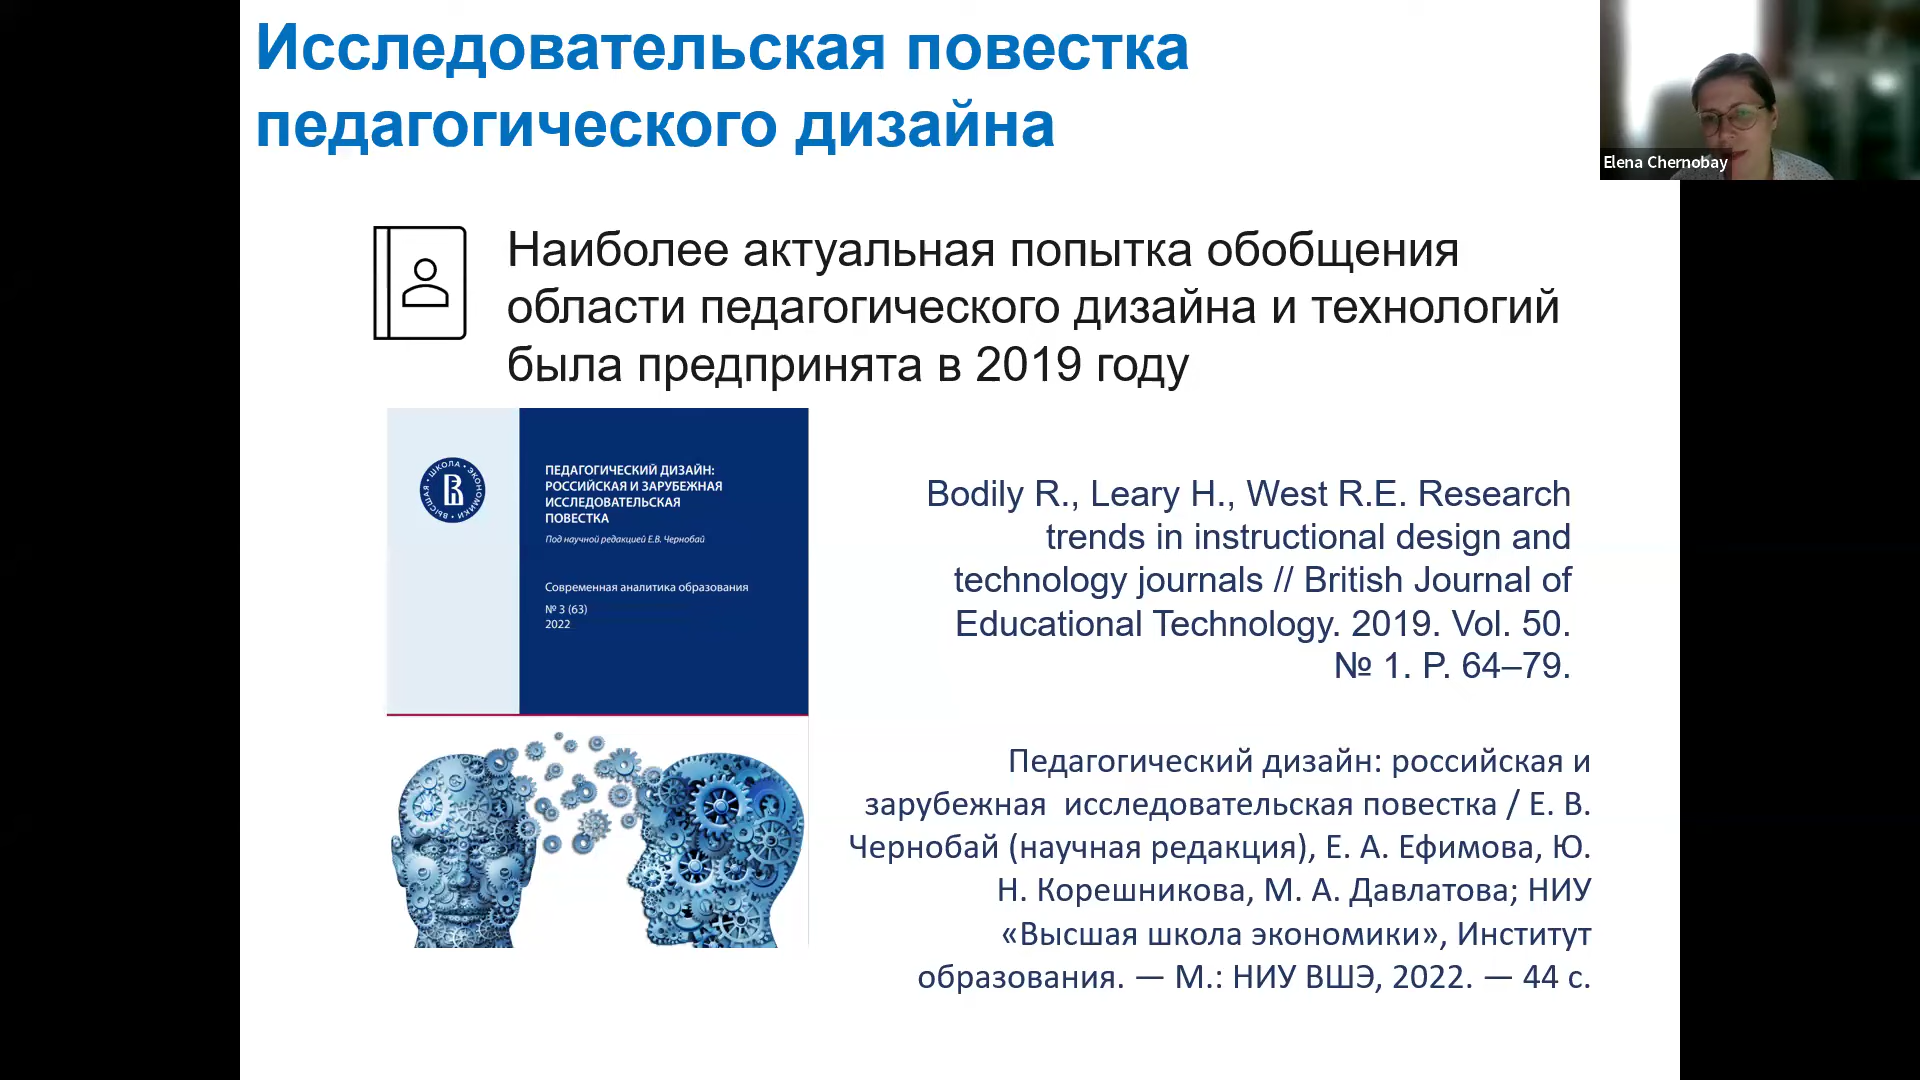 Исследовательская повестка
педагогического дизайна
Elena Chernobay
Наиболее актуальная попытка обобщения
области педагогического дизайна и технологий
была предпринята в 2019 году
ВЫСШАЯ • ШКОЛА • ЭКОНОМИКИ •
ПЕДАГОГИЧЕСКИЙ ДИЗАЙН:
РОССИЙСКАЯ И ЗАРУБЕЖНАЯ
ИССЛЕДОВАТЕЛЬСКАЯ
ПОВЕСТКА
Под научной редакцией Е.В. Чернобай
Современная аналитика образования
№ 3 (63)
2022
Bodily R., Leary H., West R.E. Research
trends in instructional design and
technology journals // British Journal of
Educational Technology. 2019. Vol. 50.
№ 1. P. 64–79.
Педагогический дизайн: российская и
зарубежная исследовательская повестка / Е. В.
Чернобай (научная редакция), Е. А. Ефимова, Ю.
Н. Корешникова, М. А. Давлатова; НИУ
«Высшая школа экономики», Институт
образования. — М.: НИУ ВШЭ, 2022. — 44 с.